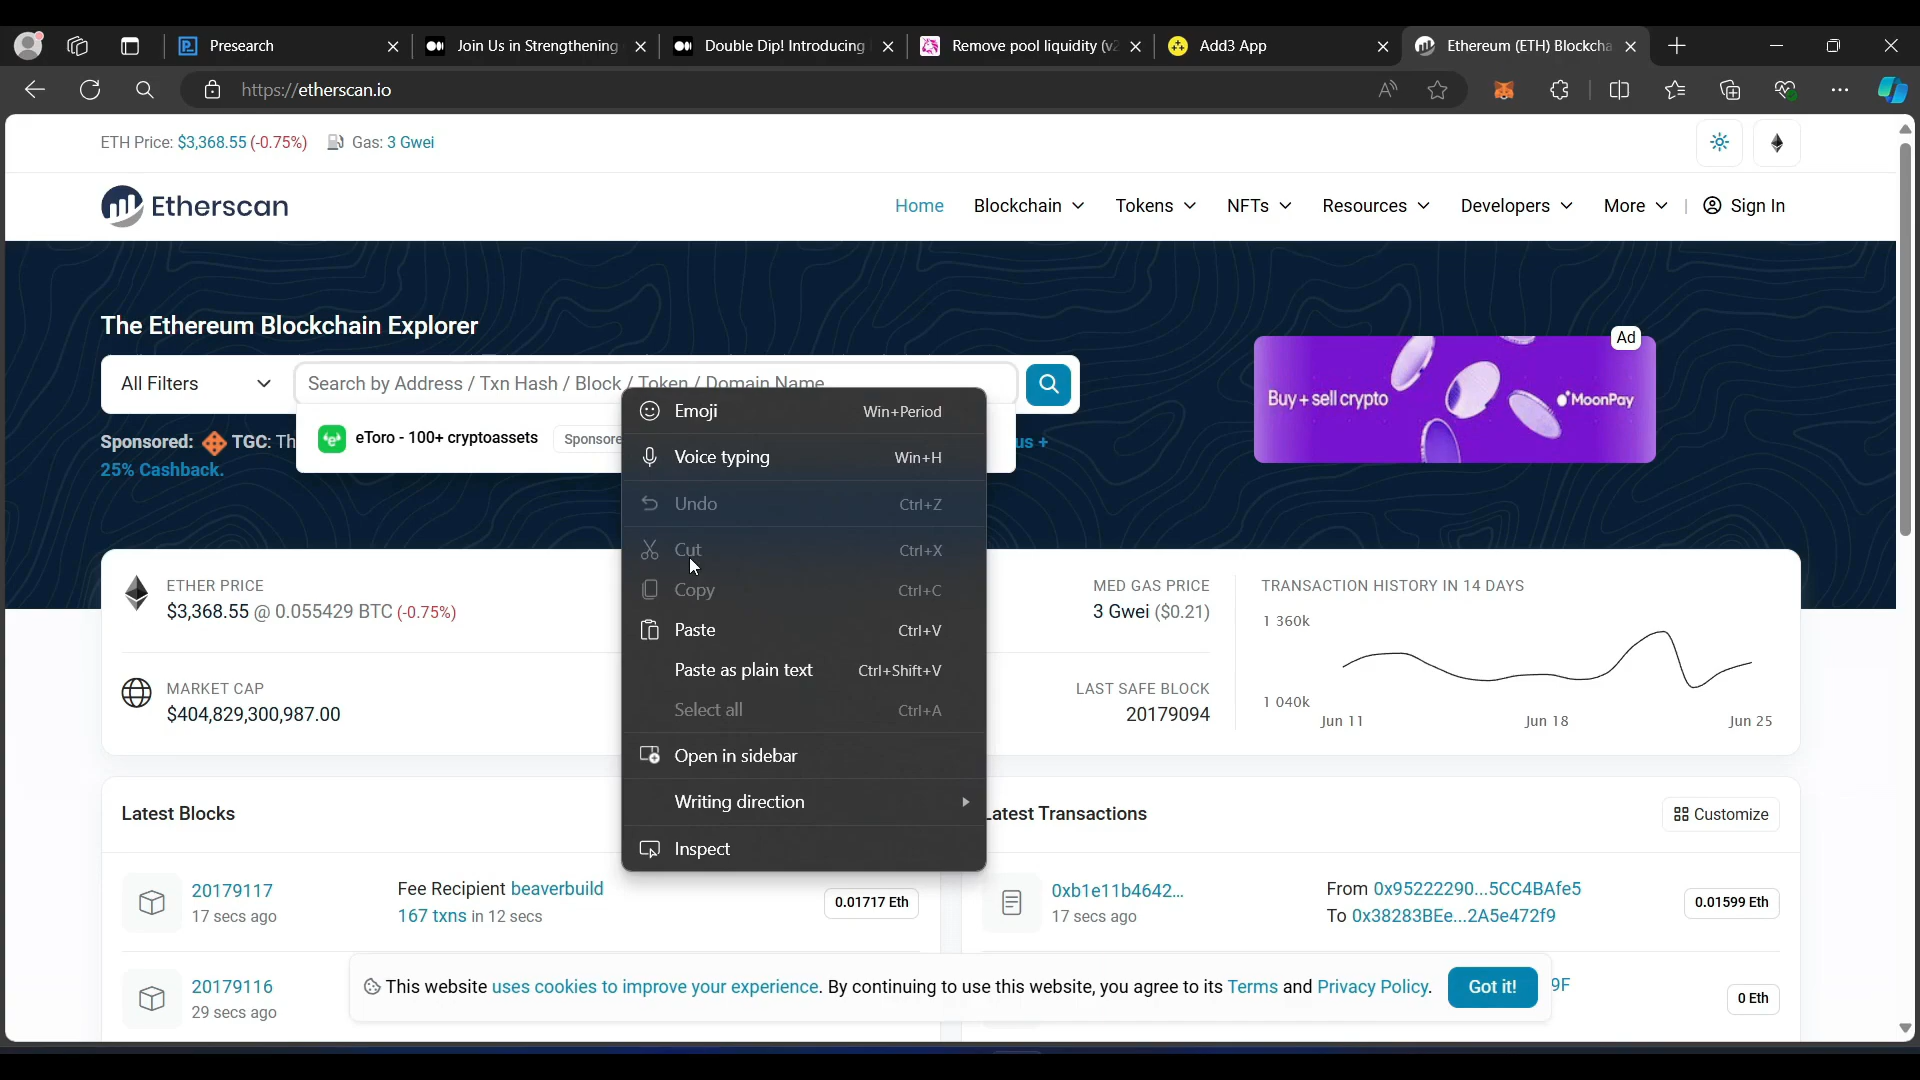 Presearch
Join Us in Strengthening
Double Dip! Introducing
Remove pool liquidity (v2
Add3 App
Ethereum (ETH) Blockcha
https://etherscan.io
ETH Price: $3,368.55 (-0.75%) Gas: 3 Gwei
Etherscan
Home Blockchain Tokens NFTs Resources Developers More | Sign In
The Ethereum Blockchain Explorer
All Filters
Search by Address / Txn Hash / Block / Token / Domain Name
Sponsored: TGC: Th
us +
25% Cashback.
eToro - 100+ cryptoassets Sponsore
Ad
Buy + sell crypto
MoonPay
Emoji Win+Period
Voice typing Win+H
Undo Ctrl+Z
Cut Ctrl+X
Copy Ctrl+C
Paste Ctrl+V
Paste as plain text Ctrl+Shift+V
Select all Ctrl+A
Open in sidebar
Writing direction
Inspect
ETHER PRICE
$3,368.55 @ 0.055429 BTC (-0.75%)
MARKET CAP
$404,829,300,987.00
MED GAS PRICE
3 Gwei ($0.21)
LAST SAFE BLOCK
20179094
TRANSACTION HISTORY IN 14 DAYS
1 360k
1 040k
Jun 11 Jun 18 Jun 25
Latest Blocks
20179117
17 secs ago
Fee Recipient beaverbuild
167 txns in 12 secs
0.01717 Eth
20179116
29 secs ago
Latest Transactions
Customize
0xb1e11b4642...
17 secs ago
From 0x95222290...5CC4BAfe5
To 0x38283BEe...2A5e472f9
0.01599 Eth
9F
0 Eth
This website uses cookies to improve your experience. By continuing to use this website, you agree to its Terms and Privacy Policy.
Got it!